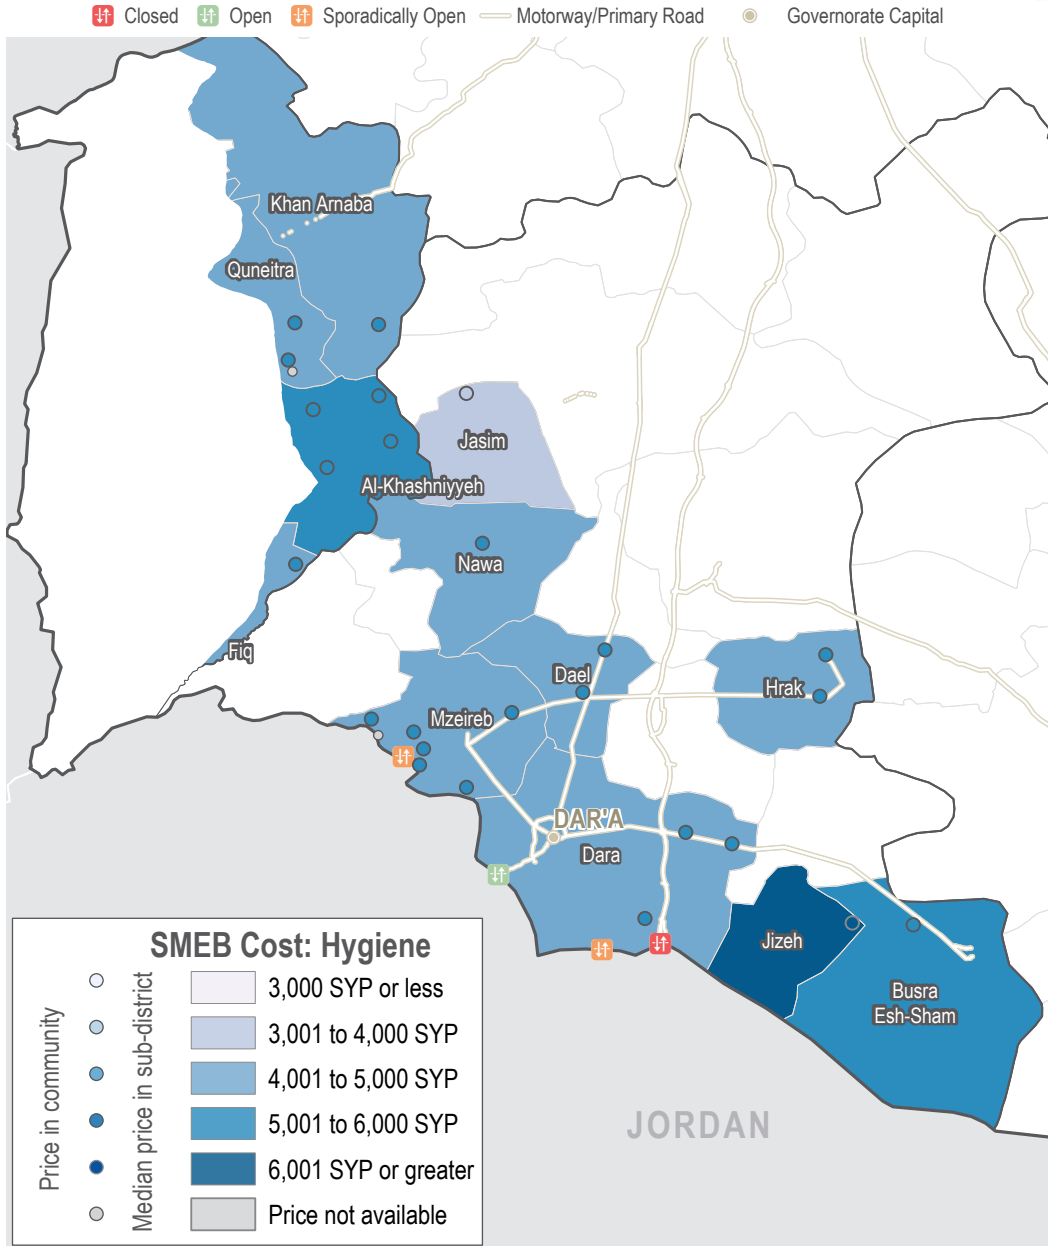 Closed Open Sporadically Open Motorway/Primary Road Governorate Capital
Khan Arnaba
Quneitra
Jasim
Al-Khashniyyeh
Nawa
Fiq
Dael
Hrak
Mzeireb
DAR'A
Dara
Jizeh
Busra
Esh-Sham
JORDAN
SMEB Cost: Hygiene
Price in community
Median price in sub-district
3,000 SYP or less
3,001 to 4,000 SYP
4,001 to 5,000 SYP
5,001 to 6,000 SYP
6,001 SYP or greater
Price not available